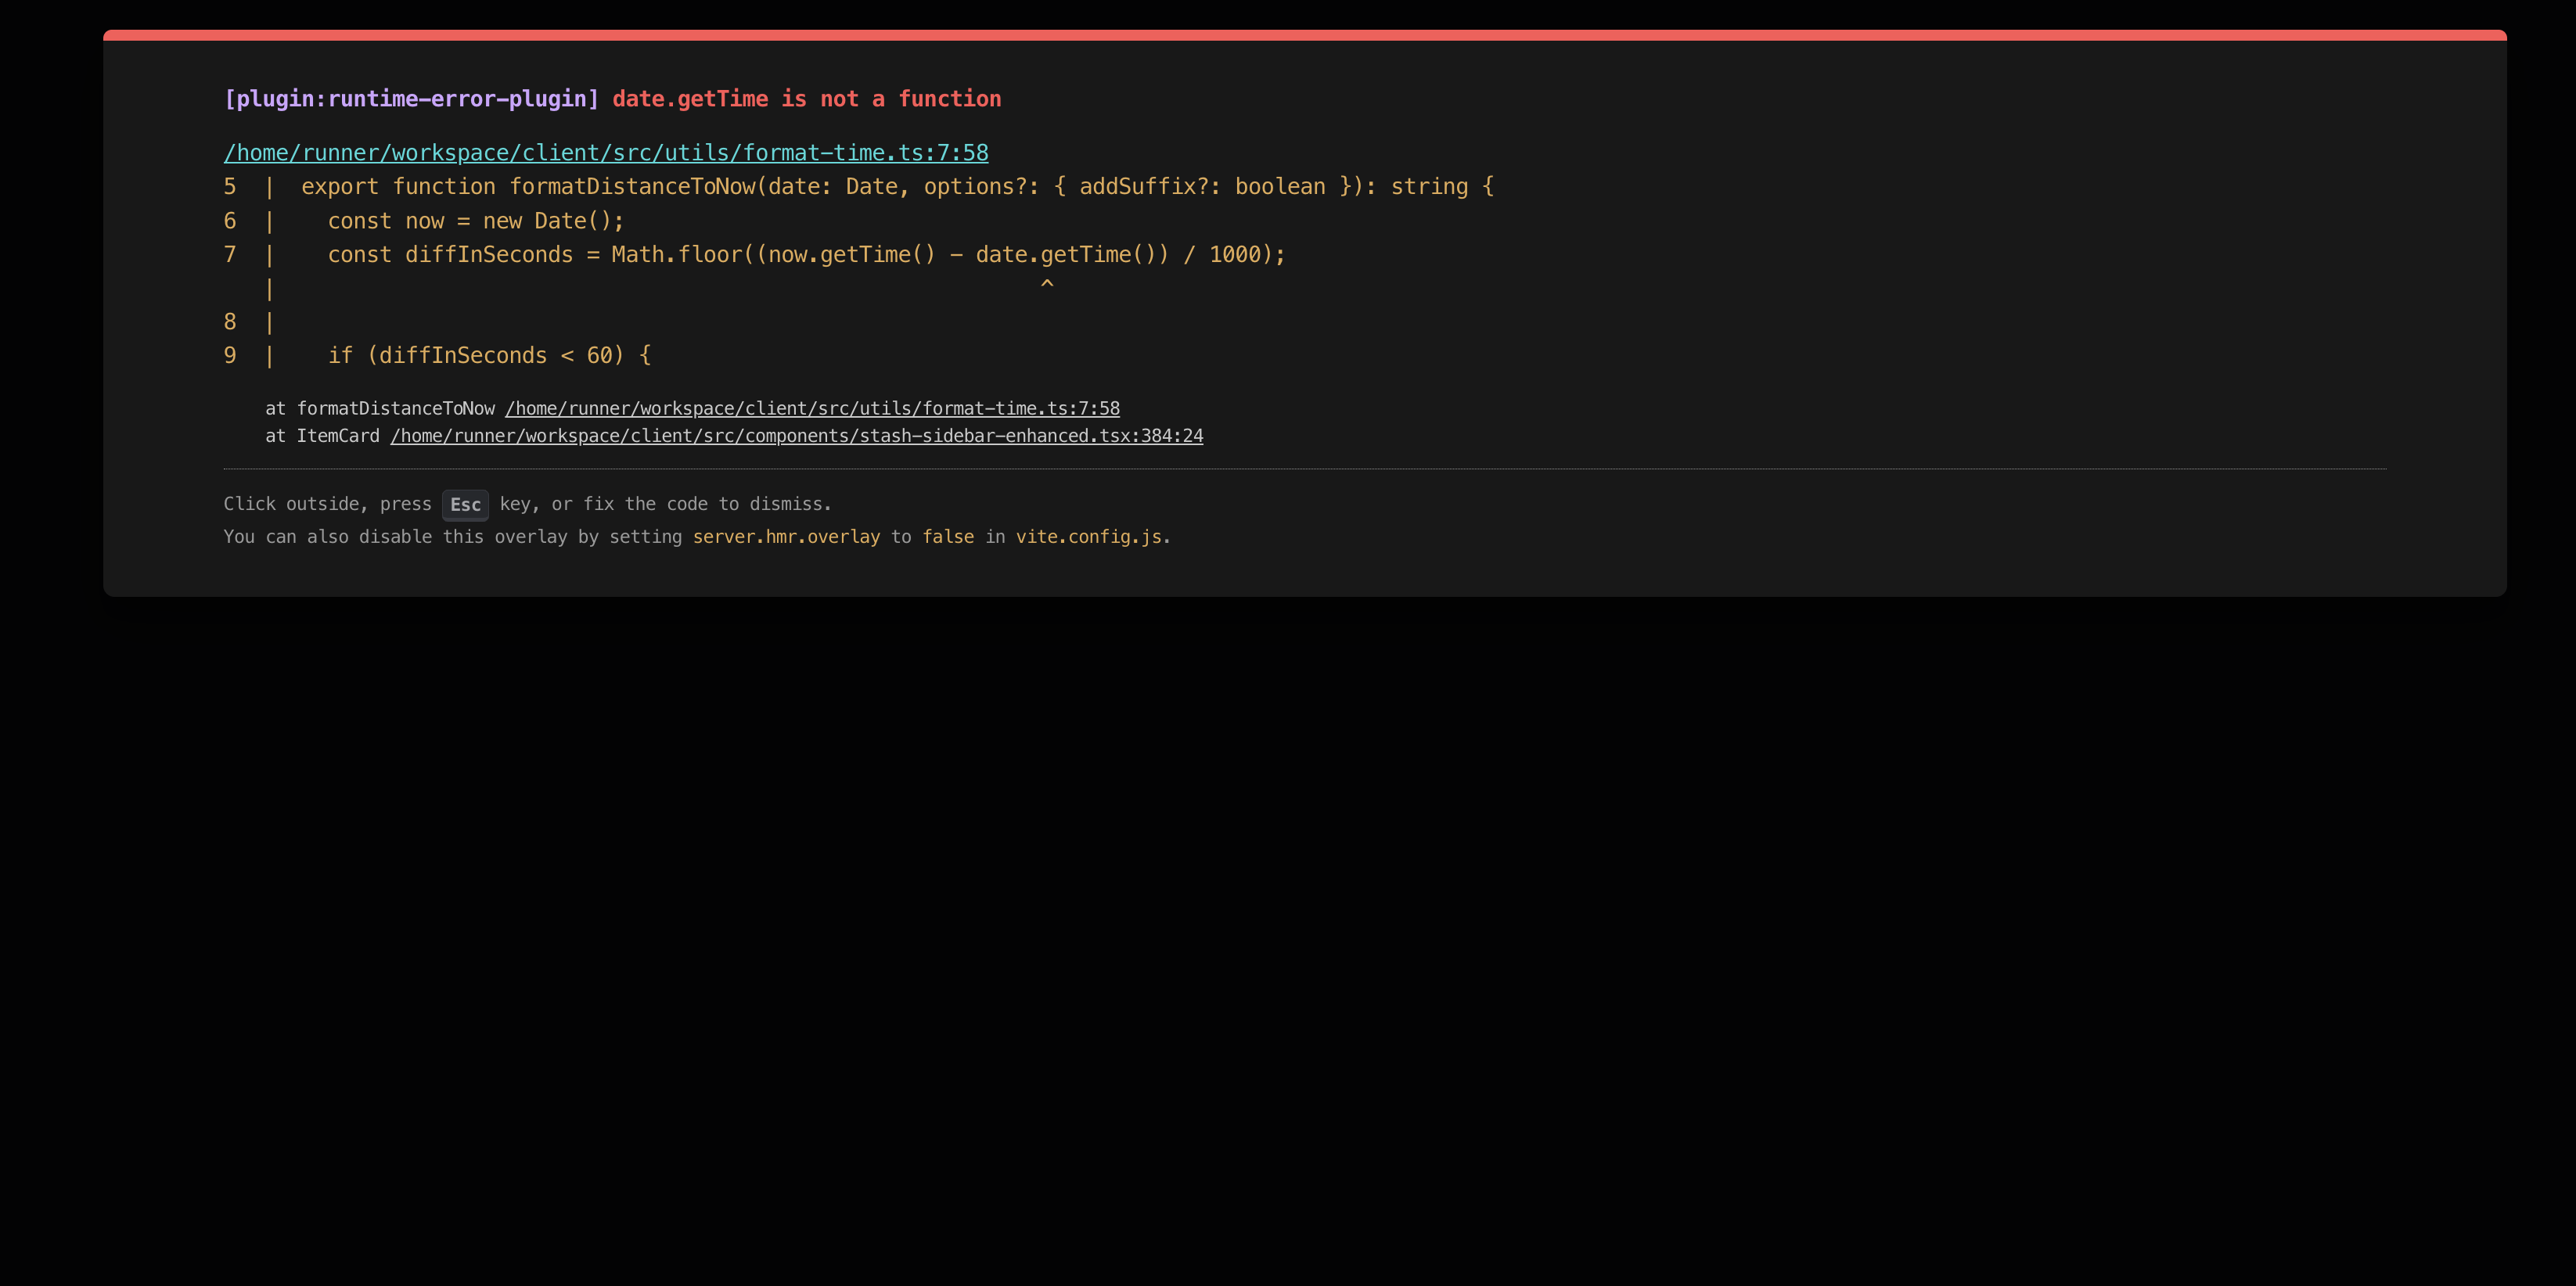 [plugin:runtime-error-plugin] date.getTime is not a function
/home/runner/workspace/client/src/utils/format-time.ts:7:58
5  |  export function formatDistanceToNow(date: Date, options?: { addSuffix?: boolean }): string {
6  |    const now = new Date();
7  |    const diffInSeconds = Math.floor((now.getTime() - date.getTime()) / 1000);
   |                                                           ^
8  |
9  |    if (diffInSeconds < 60) {
at formatDistanceToNow /home/runner/workspace/client/src/utils/format-time.ts:7:58
at ItemCard /home/runner/workspace/client/src/components/stash-sidebar-enhanced.tsx:384:24
Click outside, press Esc key, or fix the code to dismiss.
You can also disable this overlay by setting server.hmr.overlay to false in vite.config.js.